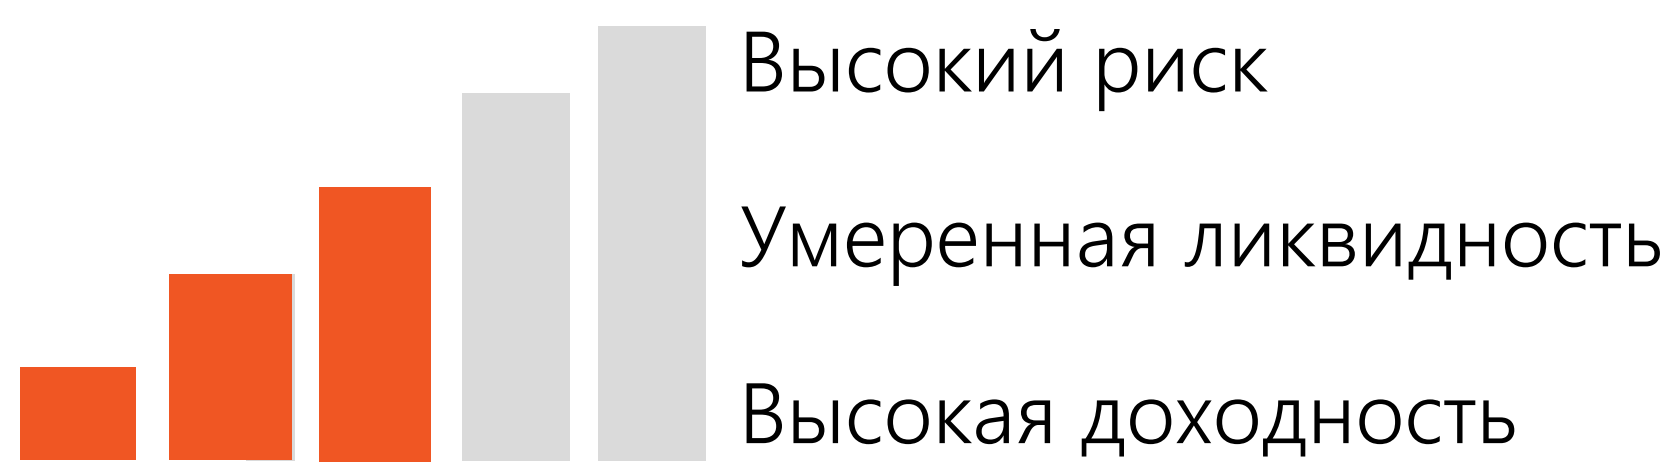 Высокий риск
Умеренная ликвидность
Высокая доходность